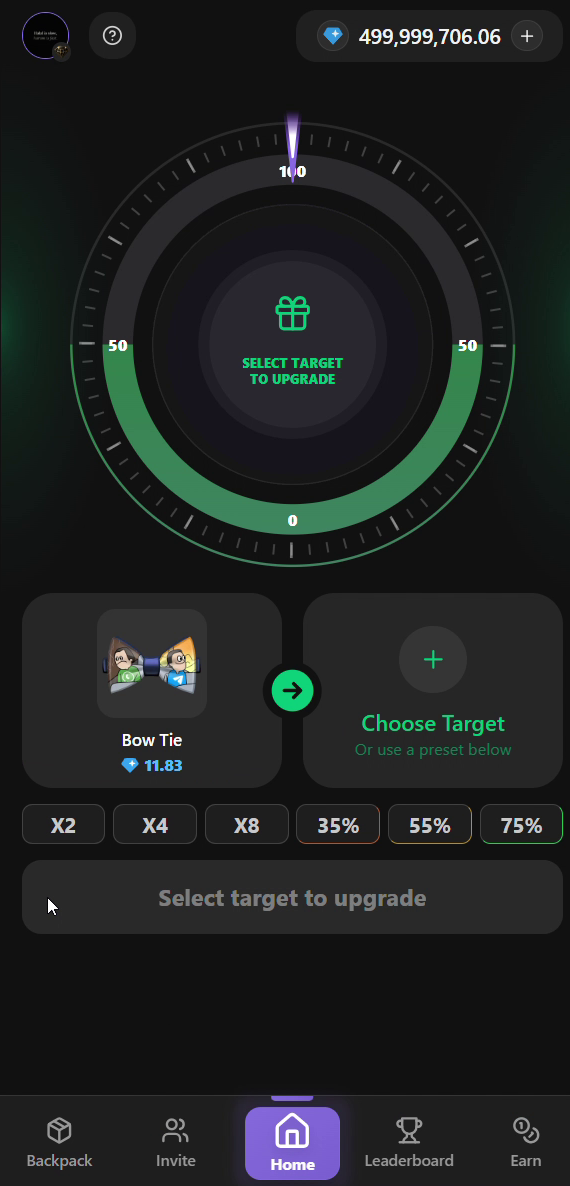 499,999,706.06
100
50
50
SELECT TARGET
TO UPGRADE
0
Bow Tie
11.83
Choose Target
Or use a preset below
X2
X4
X8
35%
55%
75%
Select target to upgrade
Backpack
Invite
Home
Leaderboard
Earn